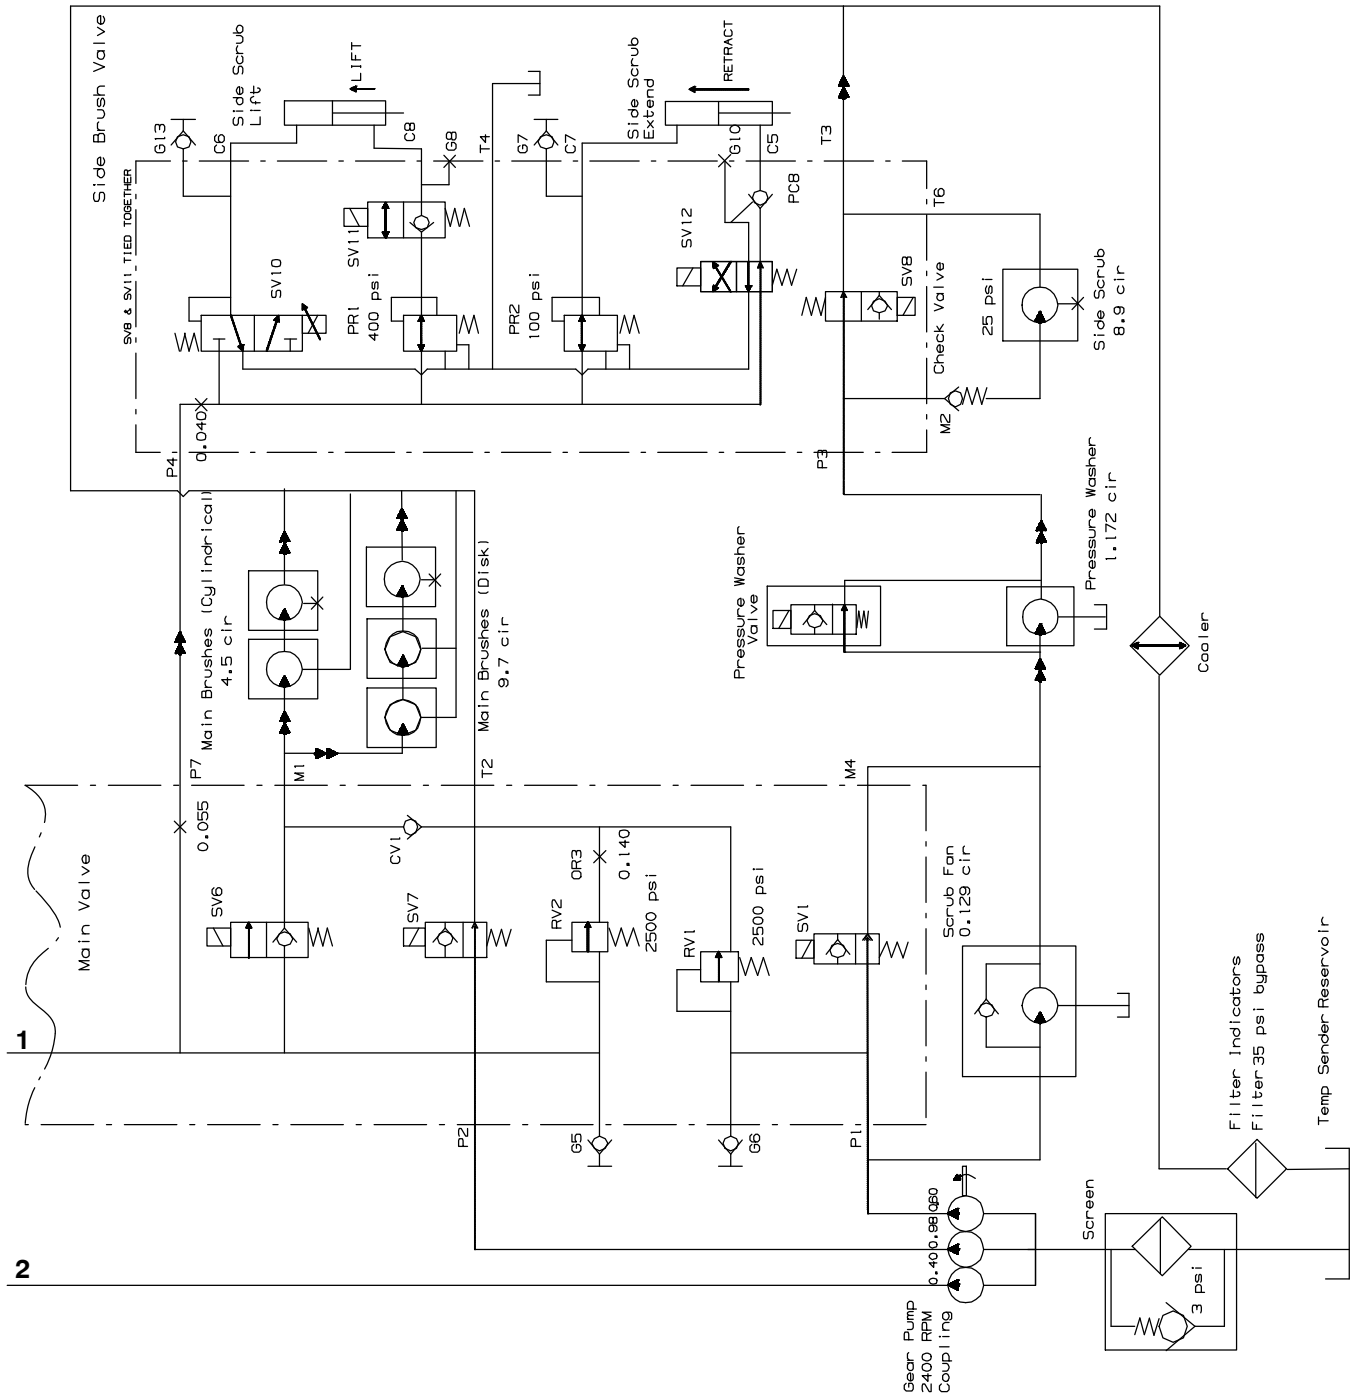 Side Brush Valve
SV8 & SV11 TIED TOGETHER
G13
C6
Side Scrub
Lift
LIFT
C8
G8
T4
G7
C7
Side Scrub
Extend
RETRACT
G10
C5
T3
T6
SV10
SV11
PR1
400 psi
PR2
100 psi
SV12
PC8
SV8
Check Valve
25 psi
Side Scrub
8.9 cir
M2
P4
0.040
P3
Main Brushes (Cylindrical)
4.5 cir
Main Brushes (Disk)
9.7 cir
Pressure Washer
Valve
Pressure Washer
1.172 cir
Cooler
P7
M1
T2
M4
Main Valve
0.055
CV1
OR3
0.140
SV6
SV7
RV2
2500 psi
RV1
2500 psi
SV1
Scrub Fan
0.129 cir
1
P2
G5
G6
P1
2
0.40
0.98
Gear Pump
2400 RPM
Coupling
Screen
3 psi
Filter Indicators
Filter 35 psi bypass
Temp Sender Reservoir